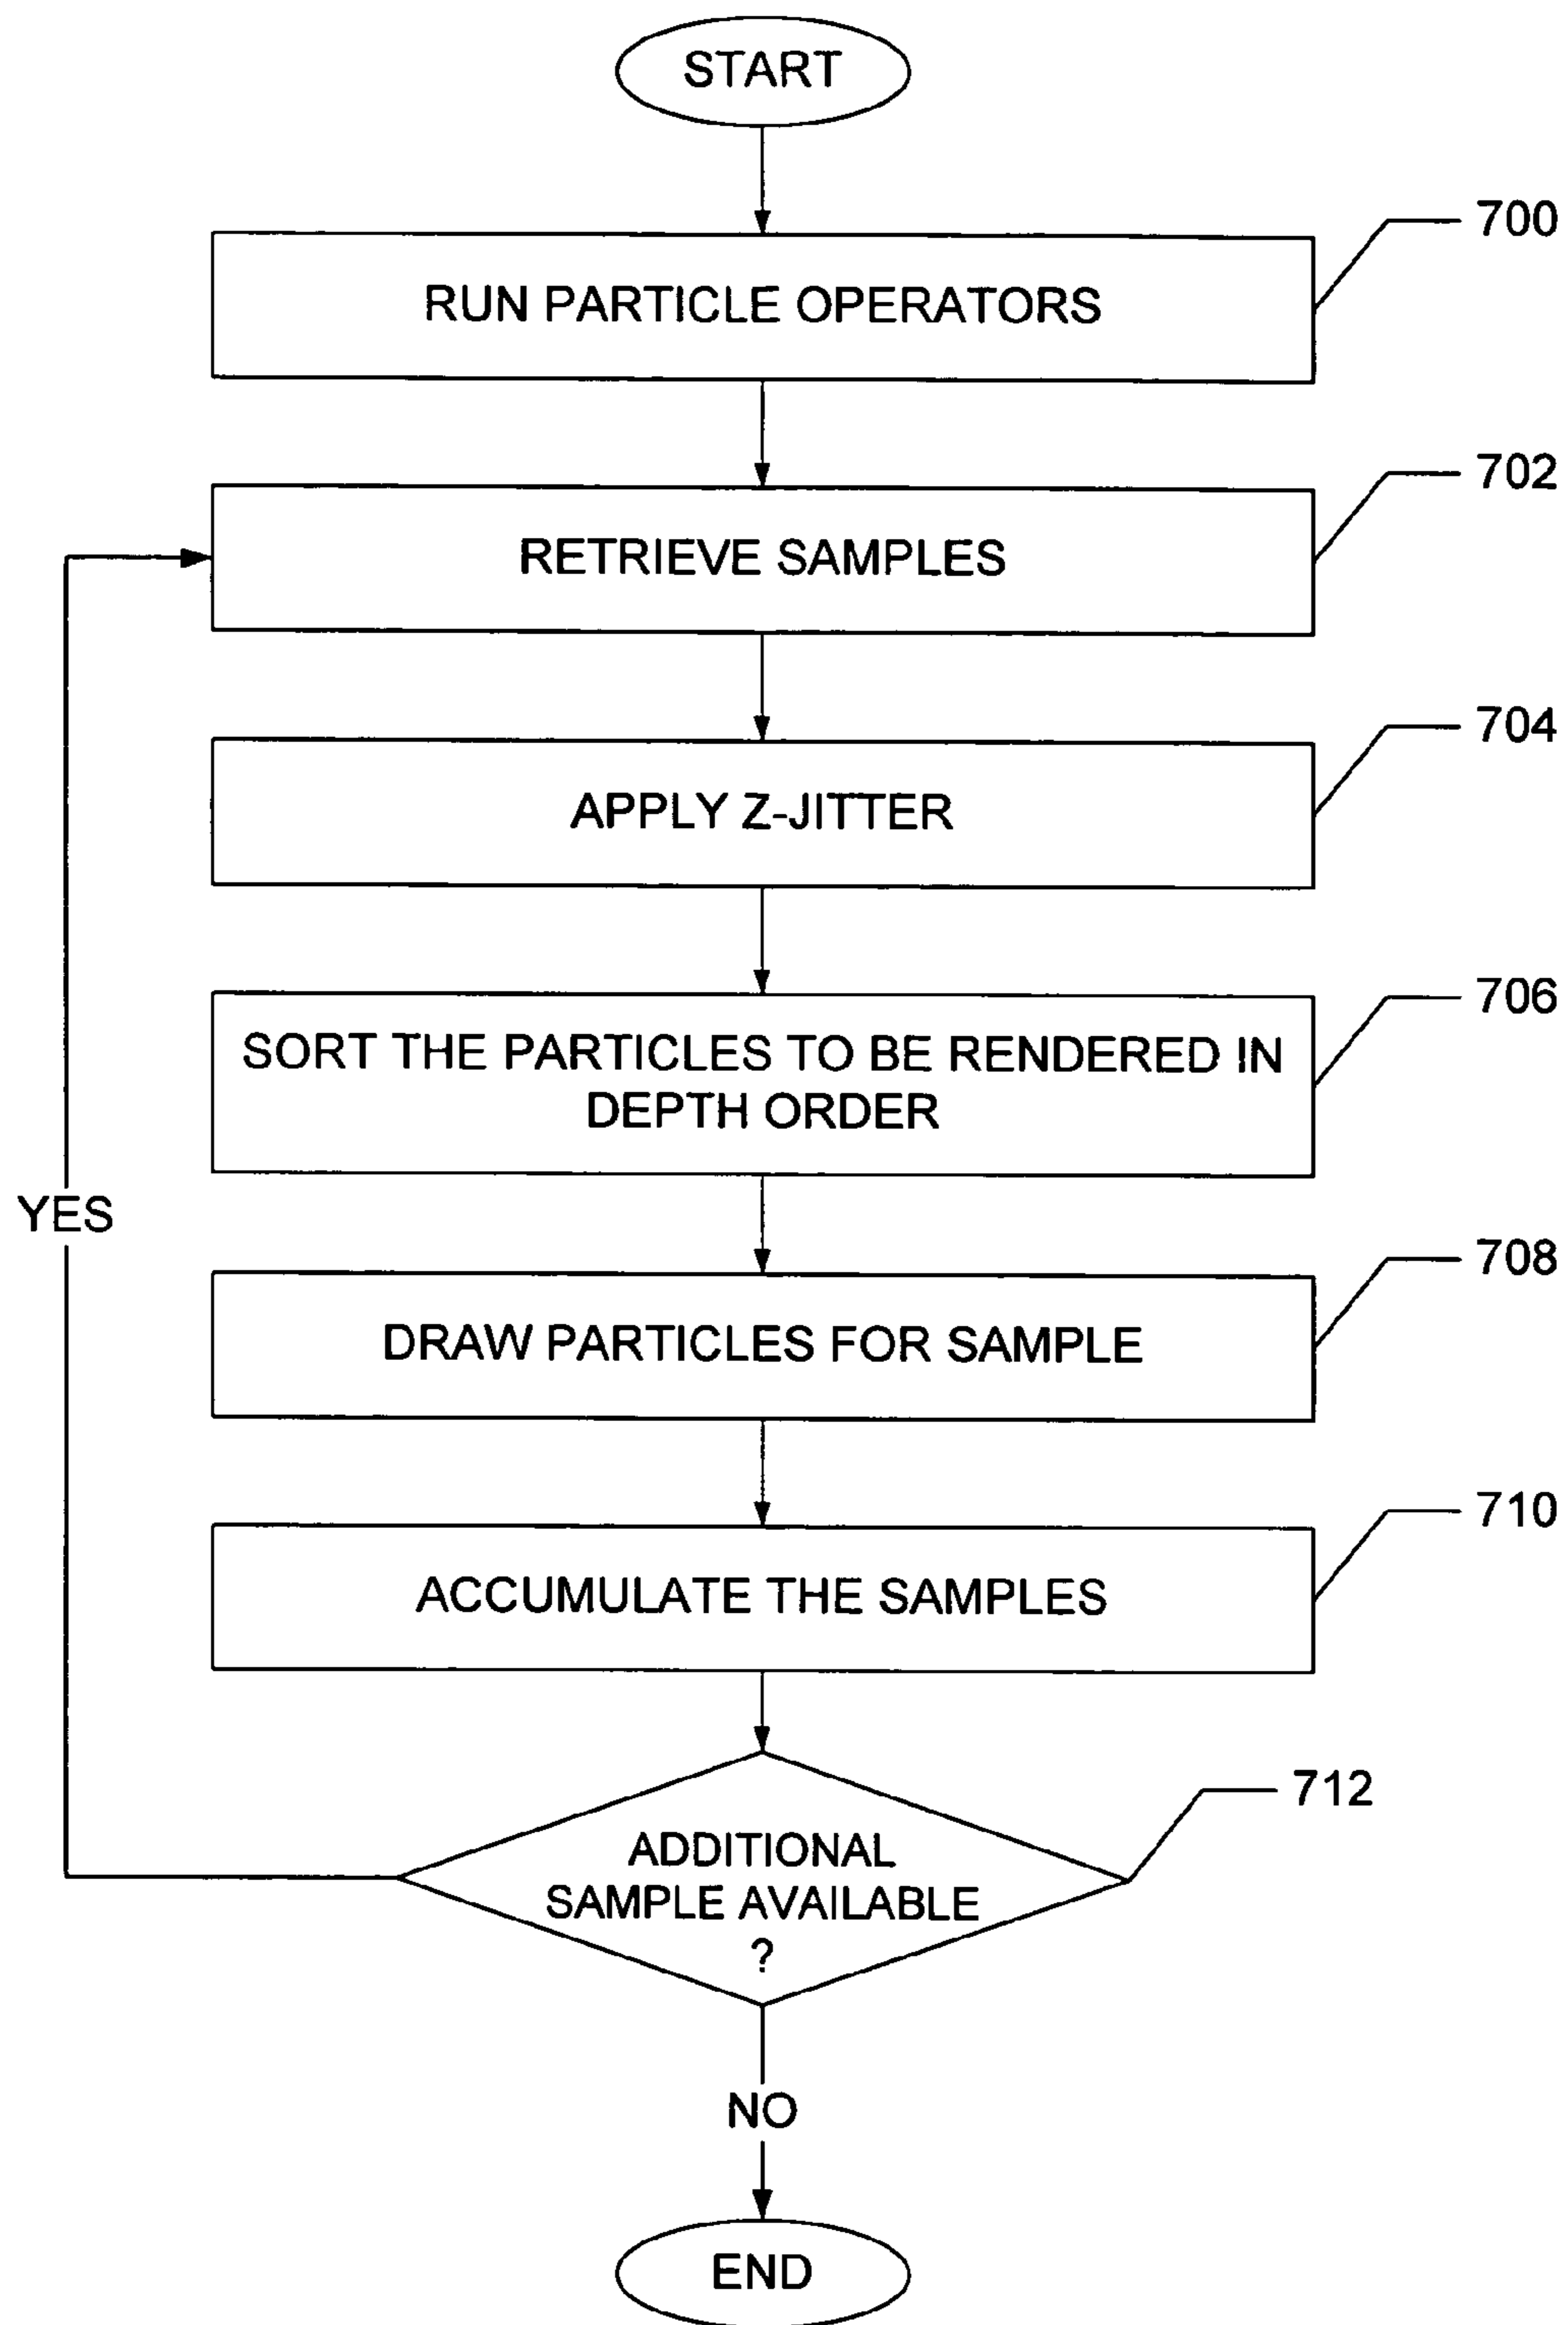 START
700
RUN PARTICLE OPERATORS
702
RETRIEVE SAMPLES
704
APPLY Z-JITTER
706
SORT THE PARTICLES TO BE RENDERED IN
DEPTH ORDER
YES
708
DRAW PARTICLES FOR SAMPLE
710
ACCUMULATE THE SAMPLES
712
ADDITIONAL
SAMPLE AVAILABLE
?
NO
END